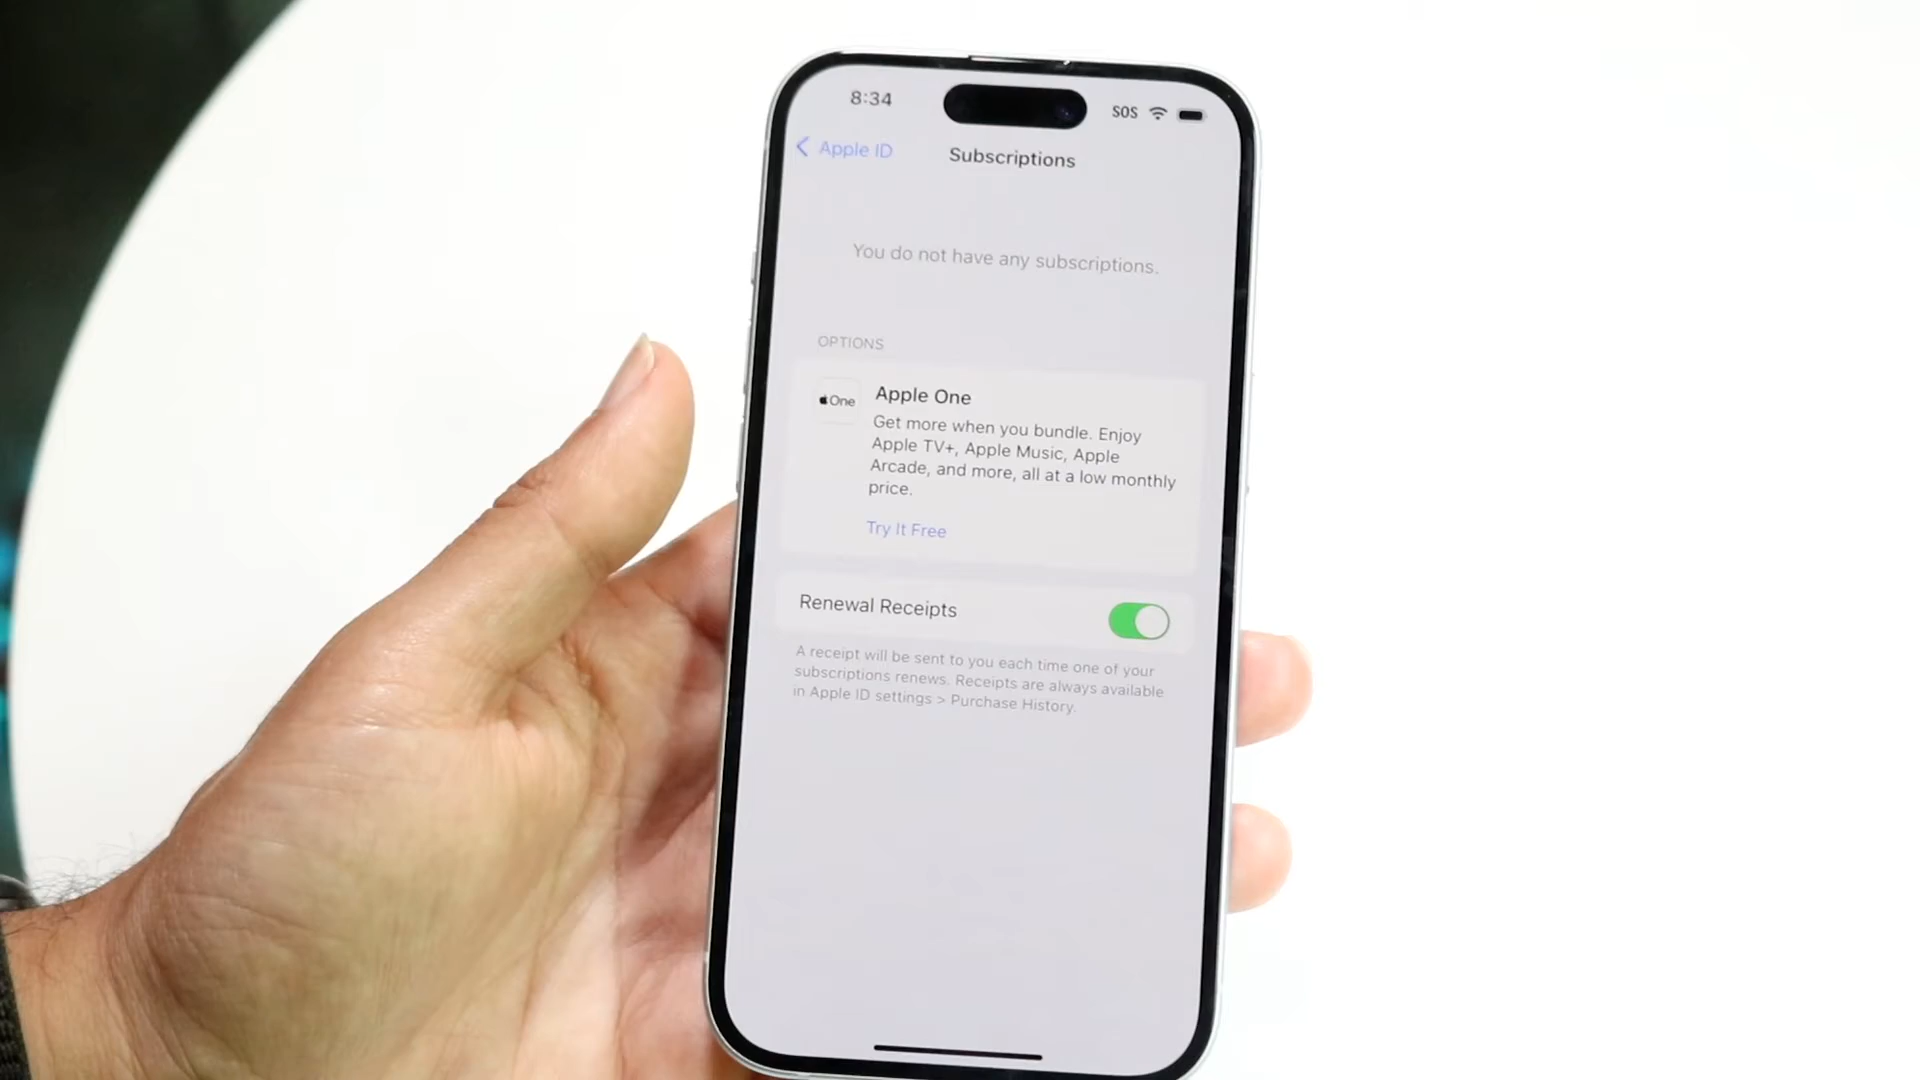 8:34
SOS
Apple ID
Subscriptions
You do not have any subscriptions.
OPTIONS
One
Apple One
Get more when you bundle. Enjoy
Apple TV+, Apple Music, Apple
Arcade, and more, all at a low monthly
price.
Try It Free
Renewal Receipts
A receipt will be sent to you each time one of your
subscriptions renews. Receipts are always available
in Apple ID settings > Purchase History.